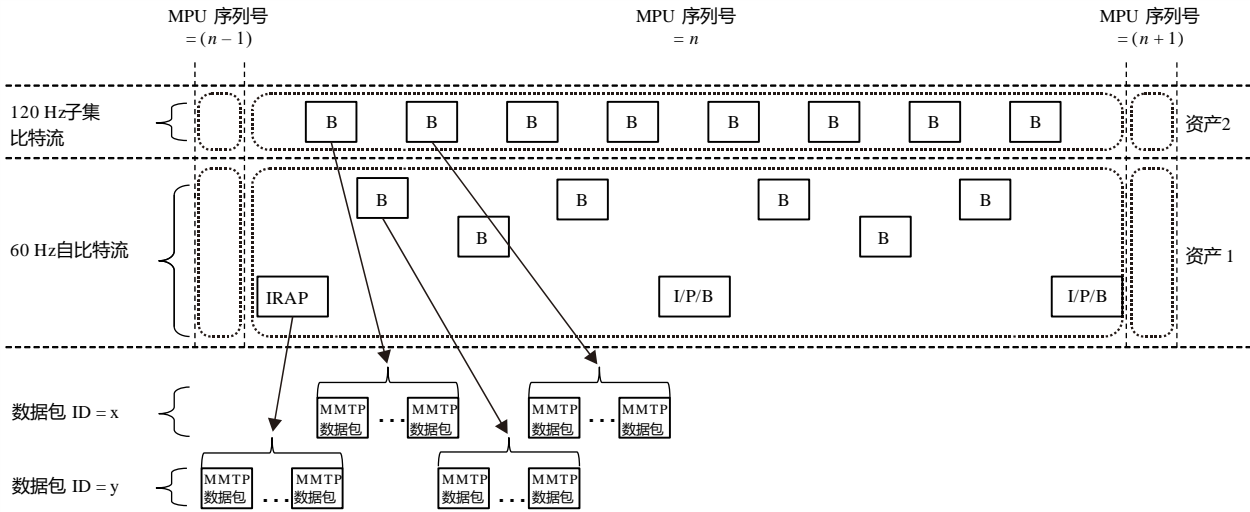 MPU 序列号
= (n – 1)
MPU 序列号
= n
MPU 序列号
= (n + 1)
120 Hz子集
比特流
B
B
B
B
B
B
B
B
资产2
60 Hz自比特流
B
B
B
B
B
B
IRAP
I/P/B
I/P/B
资产 1
数据包 ID = x
MMTP
数据包
...
MMTP
数据包
MMTP
数据包
...
MMTP
数据包
数据包 ID = y
MMTP
数据包
...
MMTP
数据包
MMTP
数据包
...
MMTP
数据包